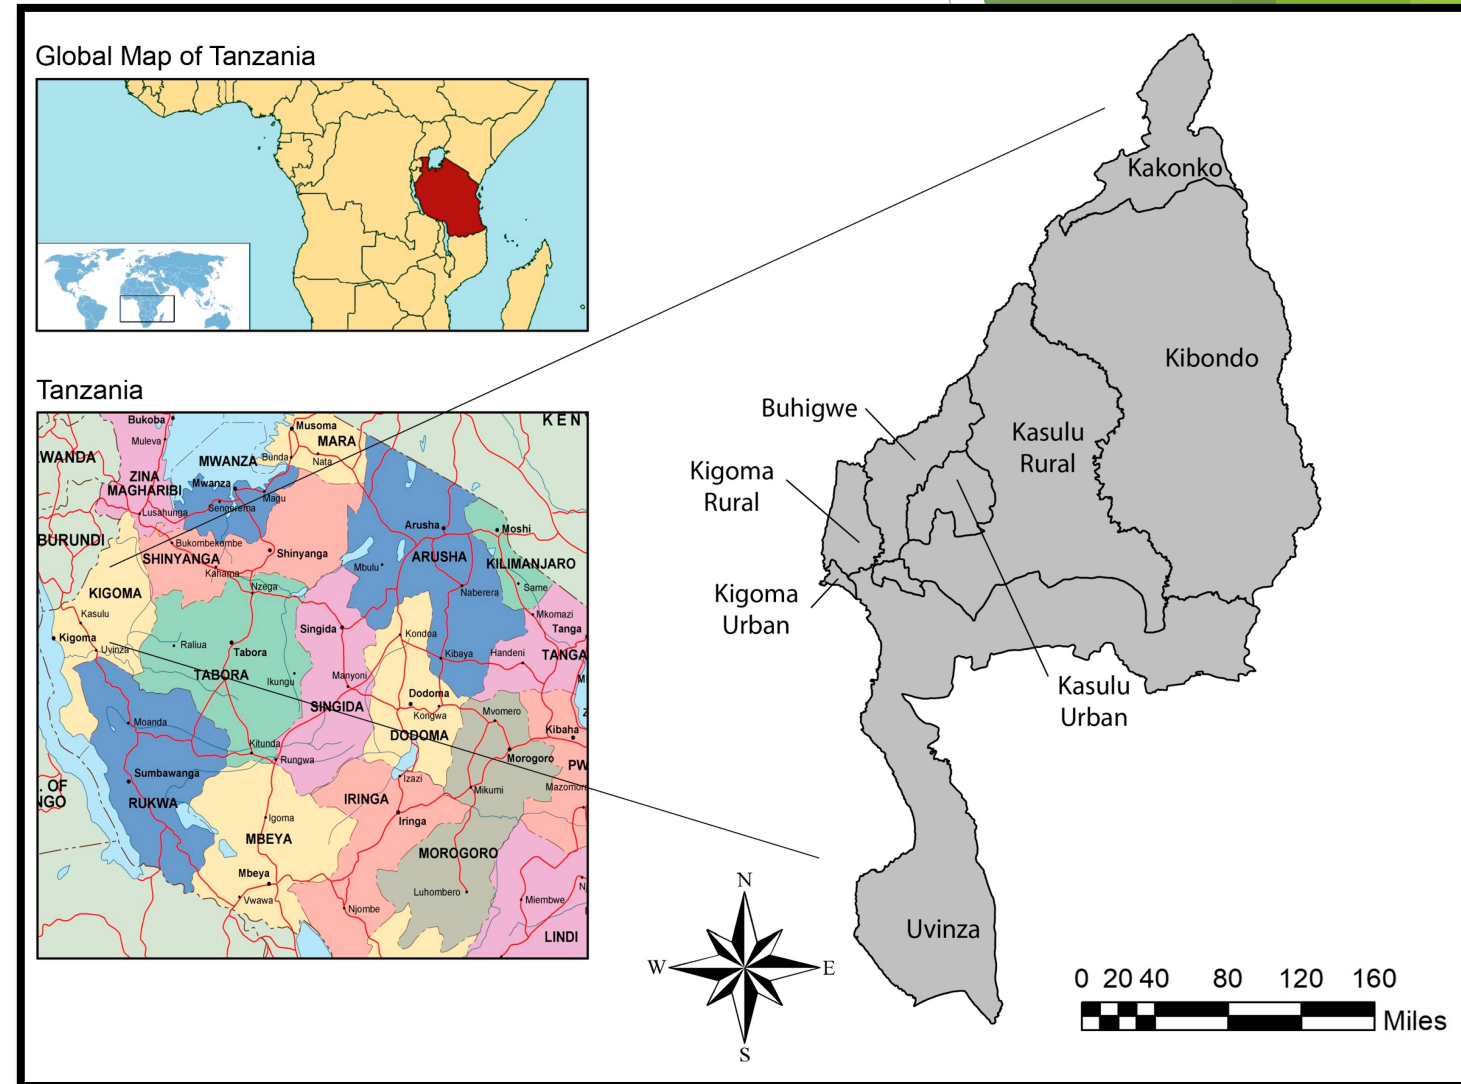 Global Map of Tanzania
Tanzania
Bukoba
Muleva
WANDA
ZINA
MAGHARIBI
Lusahunga
BURUNDI
MWANZA
Mwanza
Sengerema
Magu
Bunda
Musoma
MARA
Nata
KEN
Bukombekombe
SHINYANGA
Kahama
Shinyanga
Nzega
Arusha
ARUSHA
Mbulu
Naberera
Moshi
KILIMANJARO
Same
Mkomazi
Tanga
TANGA
Handeni
KIGOMA
Kasulu
Kigoma
Uvinza
Raliua
Tabora
TABORA
Ikungu
Singida
Manyoni
SINGIDA
Kondoa
Kibaya
Dodoma
Kongwa
DODOMA
Mvomero
Morogoro
Kibaha
PW
Mazomor
Moanda
Kitunda
Rungwa
Sumbawanga
RUKWA
. OF
NGO
Izazi
IRINGA
Iringa
Mikumi
Igoma
MBEYA
Mbeya
Vwawa
Njombe
MOROGORO
Luhombero
Miembwe
LINDI
Kakonko
Kibondo
Buhigwe
Kasulu
Rural
Kigoma
Rural
Kigoma
Urban
Kasulu
Urban
Uvinza
N
W
E
S
0 20 40 80 120 160
Miles